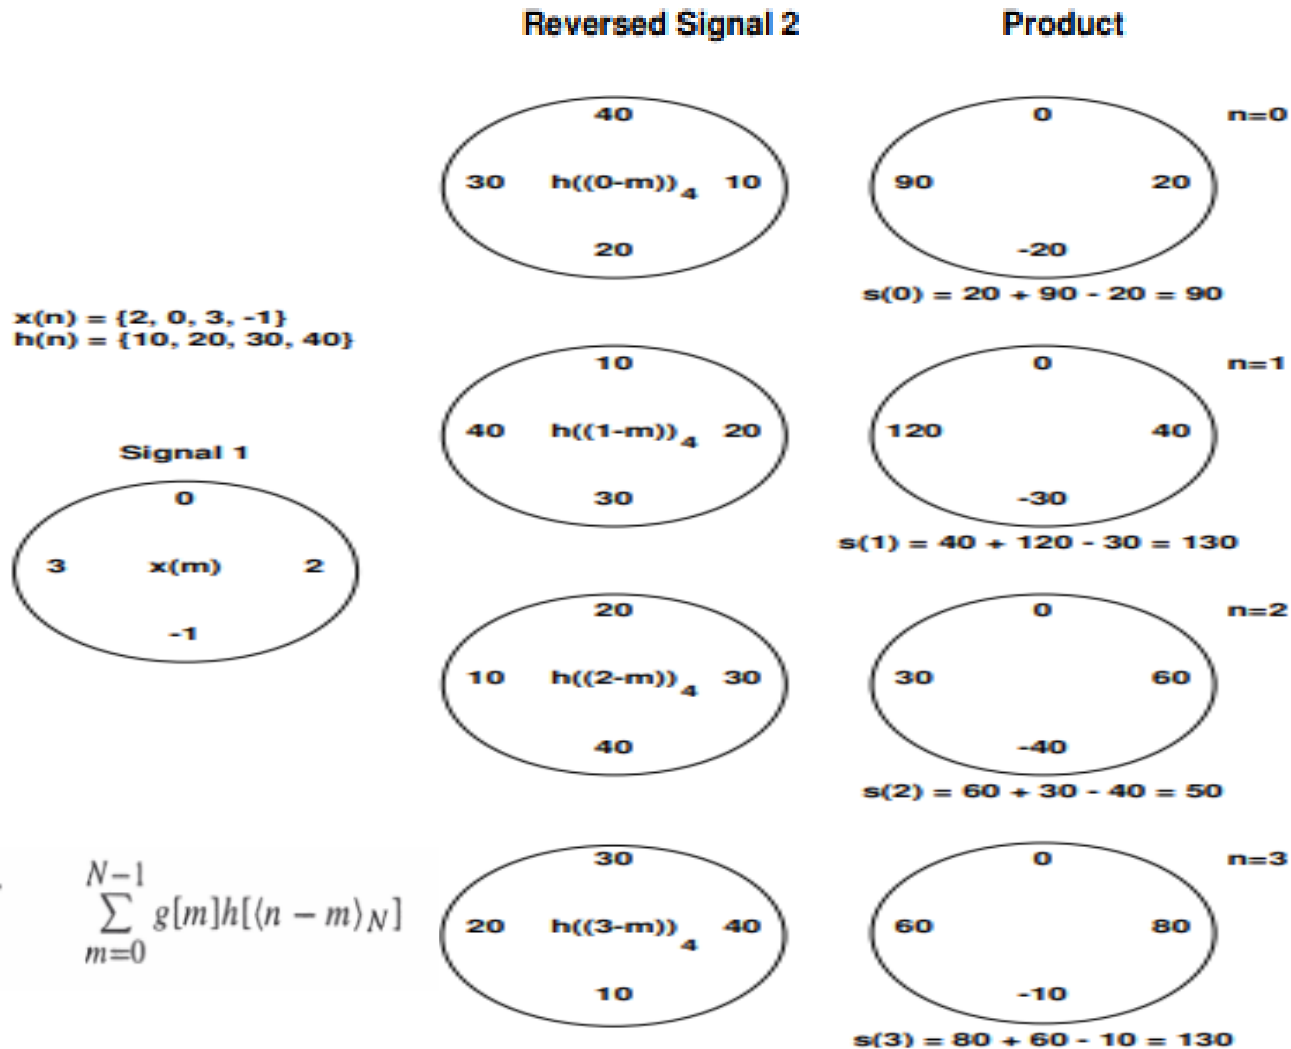 Reversed Signal 2
Product
x(n) = {2, 0, 3, -1}
h(n) = {10, 20, 30, 40}
Signal 1
0
3 x(m) 2
-1
40
30 h((0-m))₄ 10
20
0
90 20
-20
n=0
s(0) = 20 + 90 - 20 = 90
10
40 h((1-m))₄ 20
30
0
120 40
-30
n=1
s(1) = 40 + 120 - 30 = 130
20
10 h((2-m))₄ 30
40
0
30 60
-40
n=2
s(2) = 60 + 30 - 40 = 50
N−1
∑ g[m]h[⟨n − m⟩N]
m=0
30
20 h((3-m))₄ 40
10
0
60 80
-10
n=3
s(3) = 80 + 60 - 10 = 130